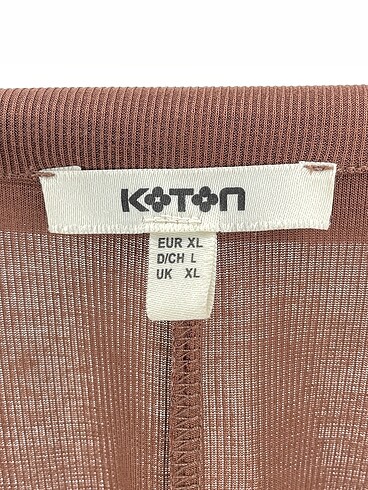 KOTON
EUR XL
D/CH L
UK XL